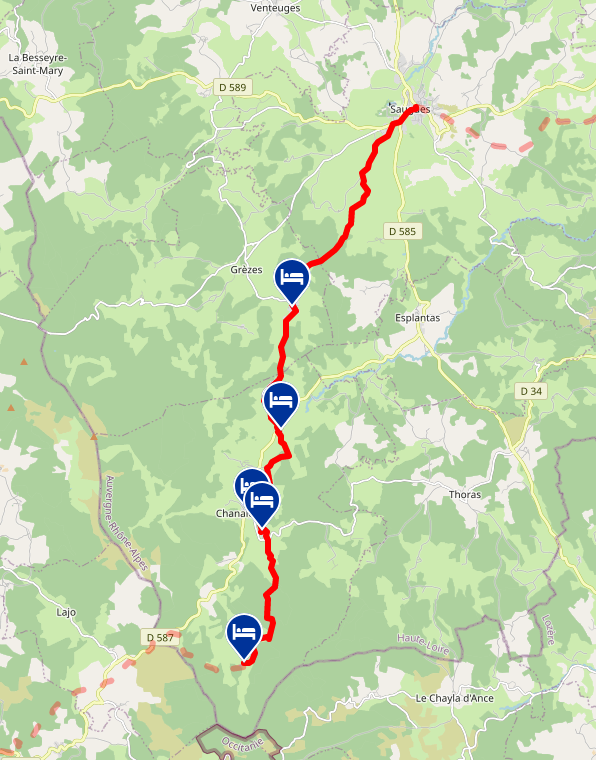 Venteuges
La Besseyre-
Saint-Mary
D 589
Saugues
D 585
Grèzes
Esplantas
D 34
Thoras
Auvergne-Rhône-Alpes
Lajo
D 587
Haute-Loire
Lozère
Le Chayla d'Ance
Occitanie